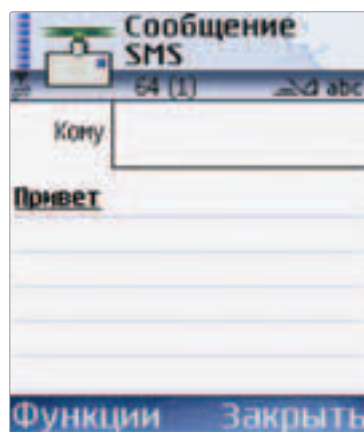 Сообщение
SMS
64 (1) abc
Кому
Привет
Функции Закрыть